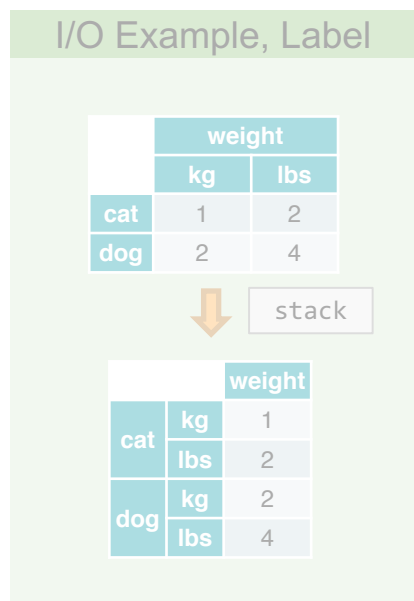 I/O Example, Label
weight
kg lbs
cat 1 2
dog 2 4
stack
weight
cat kg 1
lbs 2
dog kg 2
lbs 4